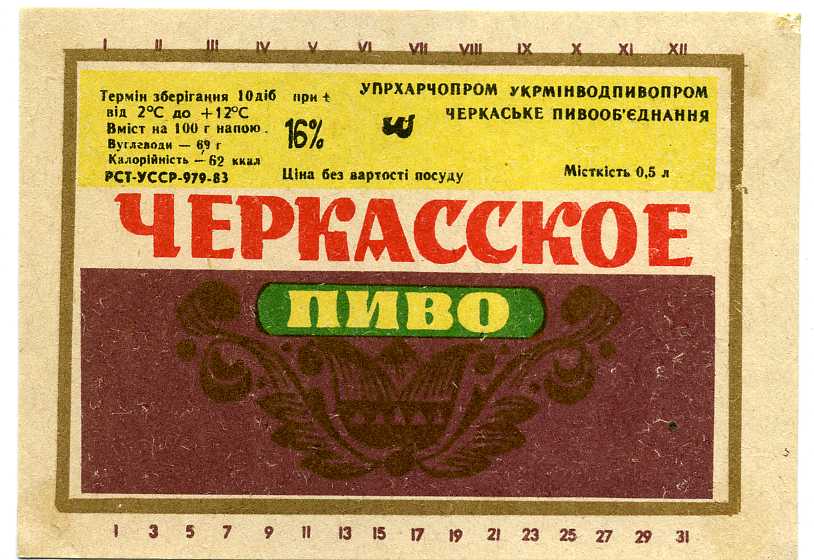 I II III IV V VI VII VIII IX X XI XII
Термін зберігання 10 діб при t
від 2°С до +12°С
Вміст на 100 г напою.
Вуглеводи — 69 г
Калорійність — 62 ккал
РСТ-УССР-979-83
16%
УПРХАРЧОПРОМ УКРМІНВОДПИВОПРОМ
ЧЕРКАСЬКЕ ПИВООБ'ЄДНАННЯ
Ціна без вартості посуду
Місткість 0,5 л
ЧЕРКАССКОЕ
ПИВО
1 3 5 7 9 11 13 15 17 19 21 23 25 27 29 31